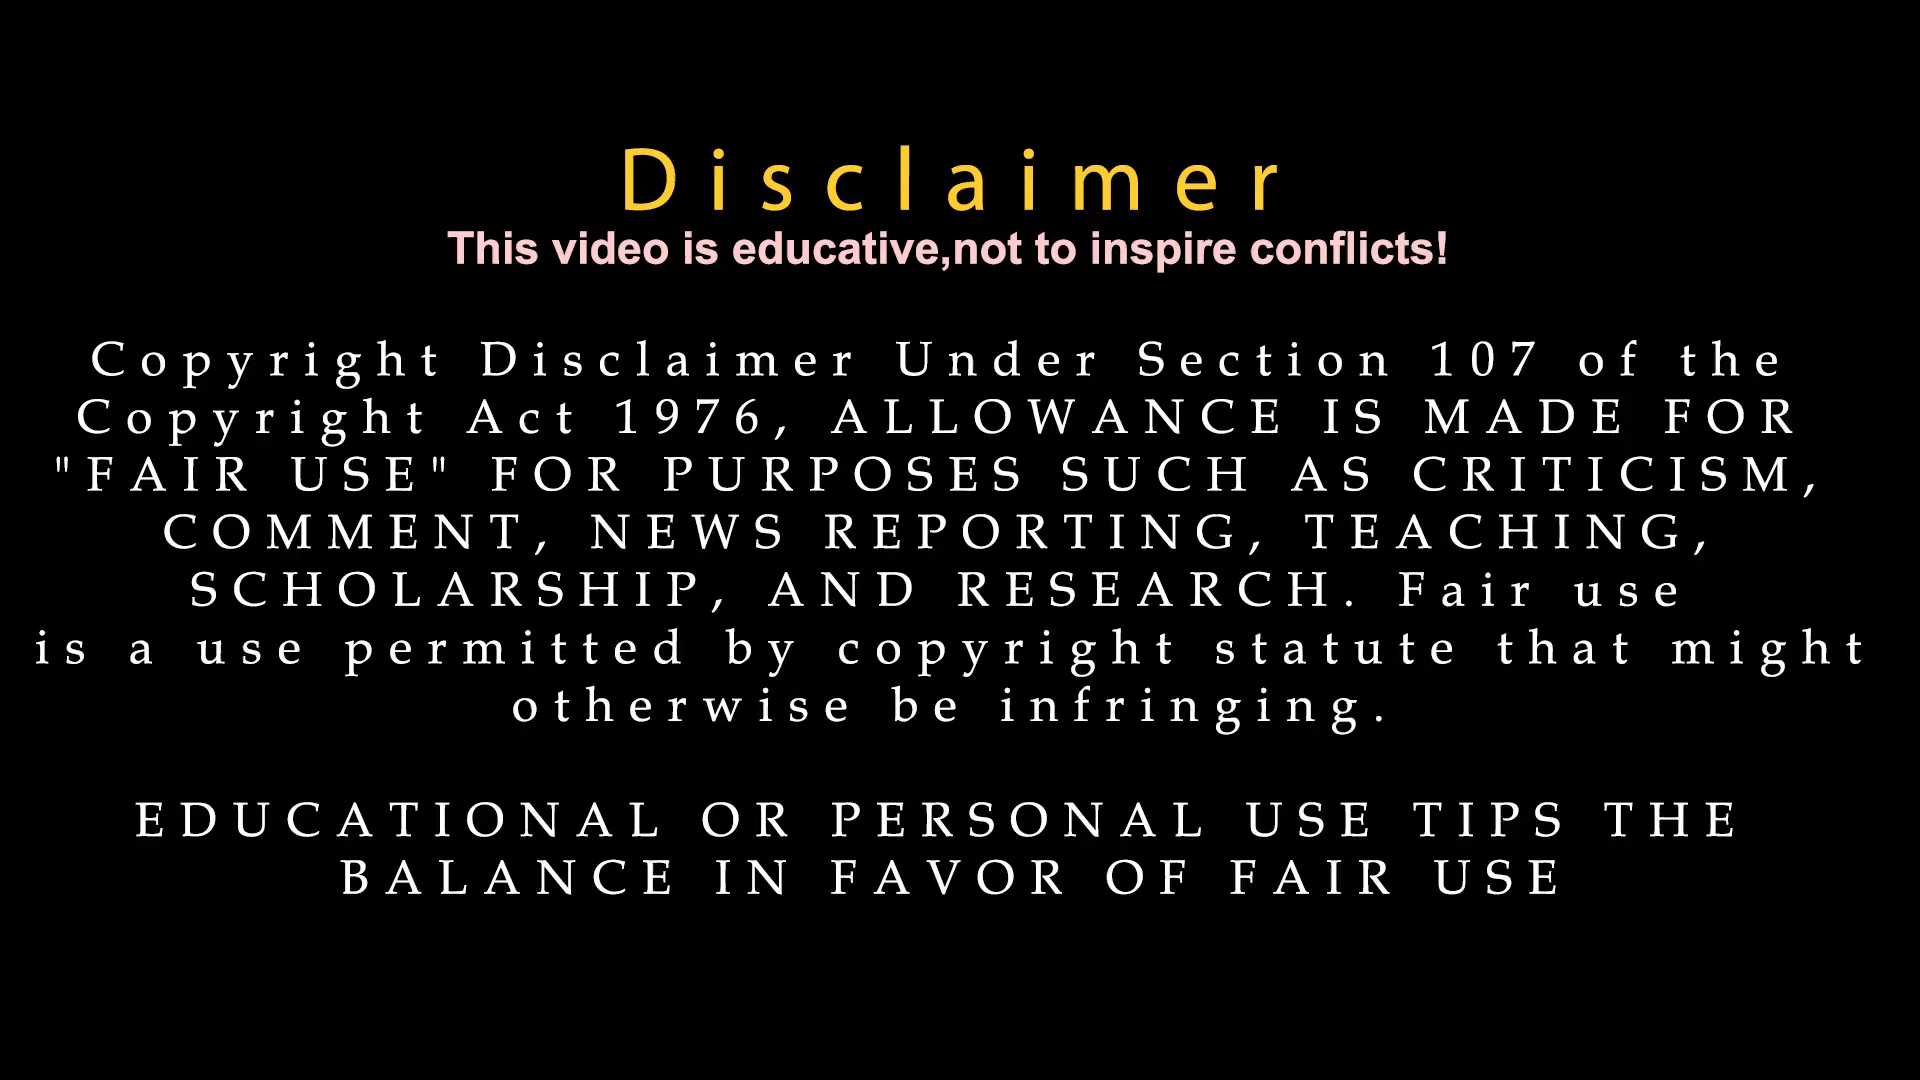 Disclaimer
This video is educative,not to inspire conflicts!
Copyright Disclaimer Under Section 107 of the
Copyright Act 1976, ALLOWANCE IS MADE FOR
"FAIR USE" FOR PURPOSES SUCH AS CRITICISM,
COMMENT, NEWS REPORTING, TEACHING,
SCHOLARSHIP, AND RESEARCH. Fair use
is a use permitted by copyright statute that might
otherwise be infringing.
EDUCATIONAL OR PERSONAL USE TIPS THE
BALANCE IN FAVOR OF FAIR USE